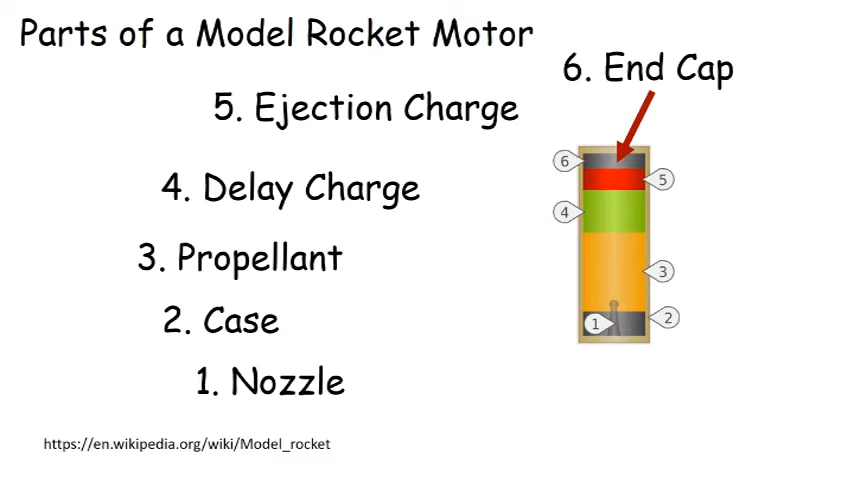 Parts of a Model Rocket Motor
6. End Cap
5. Ejection Charge
6
5
4. Delay Charge
4
3. Propellant
3
2. Case
1
2
1. Nozzle
https://en.wikipedia.org/wiki/Model_rocket